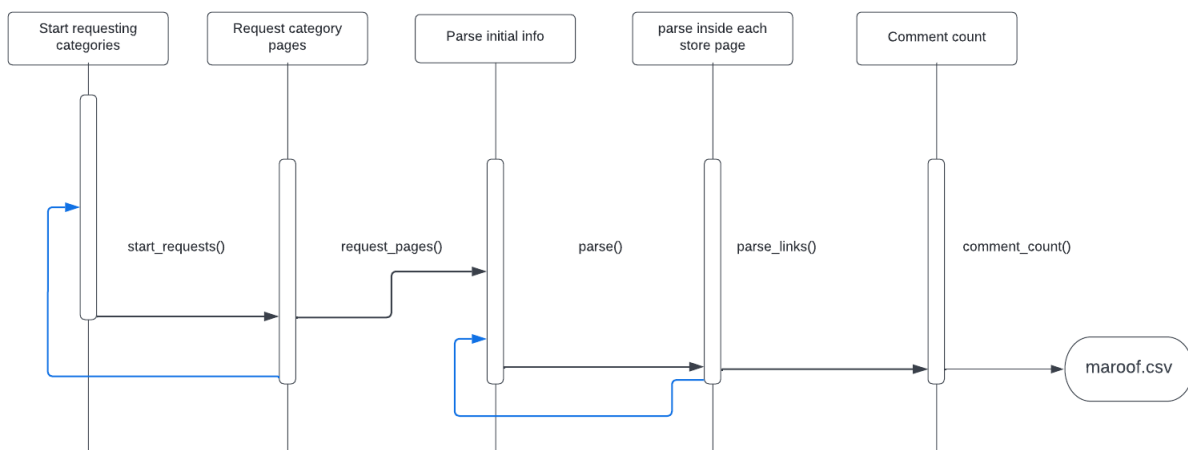 Start requesting
categories
Request category
pages
Parse initial info
parse inside each
store page
Comment count
start_requests()
request_pages()
parse()
parse_links()
comment_count()
maroof.csv